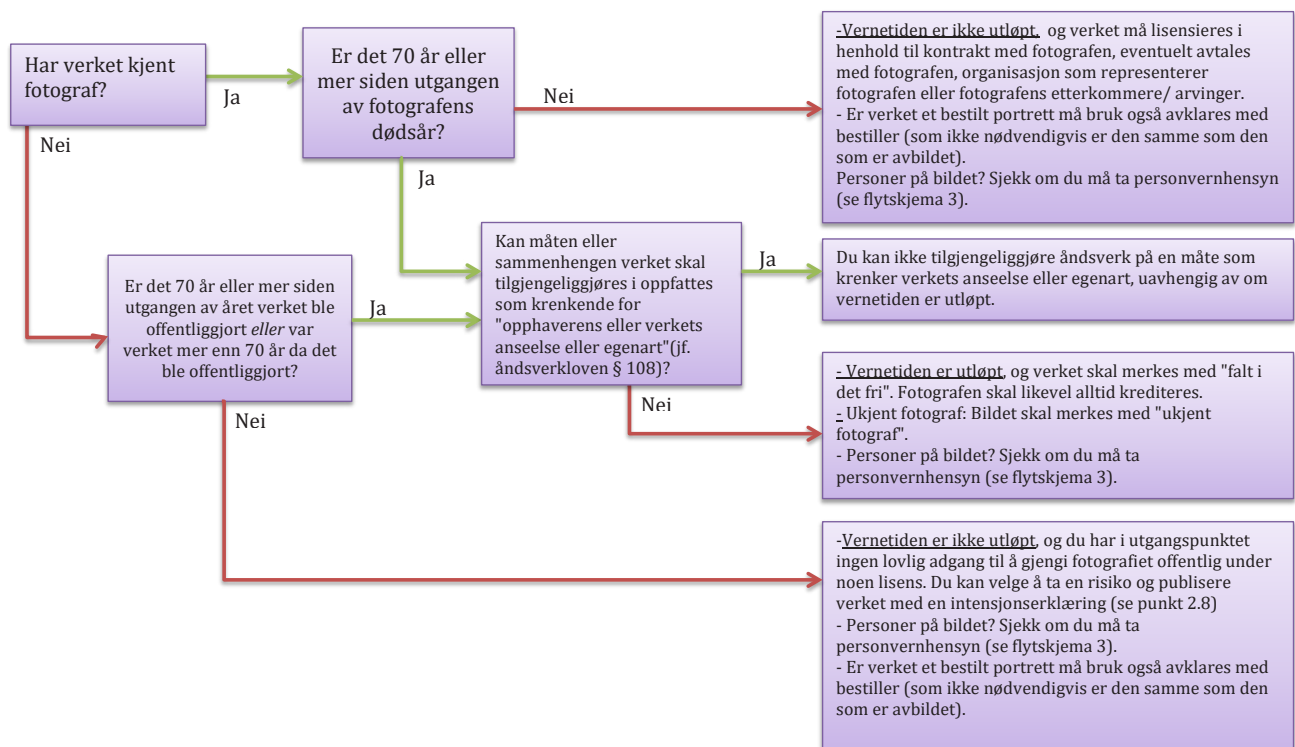 Har verket kjent
fotograf?
Ja
Nei
Er det 70 år eller
mer siden utgangen
av fotografens
dødsår?
Nei
Ja
-Vernetiden er ikke utløpt, og verket må lisensieres i
henhold til kontrakt med fotografen, eventuelt avtales
med fotografen, organisasjon som representerer
fotografen eller fotografens etterkommere/ arvinger.
- Er verket et bestilt portrett må bruk også avklares med
bestiller (som ikke nødvendigvis er den samme som den
som er avbildet).
Personer på bildet? Sjekk om du må ta personvernhensyn
(se flytskjema 3).
Er det 70 år eller mer siden
utgangen av året verket ble
offentliggjort eller var
verket mer enn 70 år da det
ble offentliggjort?
Ja
Nei
Kan måten eller
sammenhengen verket skal
tilgjengeliggjøres i oppfattes
som krenkende for
"opphaverens eller verkets
anseelse eller egenart"(jf.
åndsverkloven § 108)?
Ja
Nei
Du kan ikke tilgjengeliggjøre åndsverk på en måte som
krenker verkets anseelse eller egenart, uavhengig av om
vernetiden er utløpt.
- Vernetiden er utløpt, og verket skal merkes med "falt i
det fri". Fotografen skal likevel alltid krediteres.
- Ukjent fotograf: Bildet skal merkes med "ukjent
fotograf".
- Personer på bildet? Sjekk om du må ta
personvernhensyn (se flytskjema 3).
-Vernetiden er ikke utløpt, og du har i utgangspunktet
ingen lovlig adgang til å gjengi fotografiet offentlig under
noen lisens. Du kan velge å ta en risiko og publisere
verket med en intensjonserklæring (se punkt 2.8)
- Personer på bildet? Sjekk om du må ta
personvernhensyn (se flytskjema 3).
- Er verket et bestilt portrett må bruk også avklares med
bestiller (som ikke nødvendigvis er den samme som den
som er avbildet).